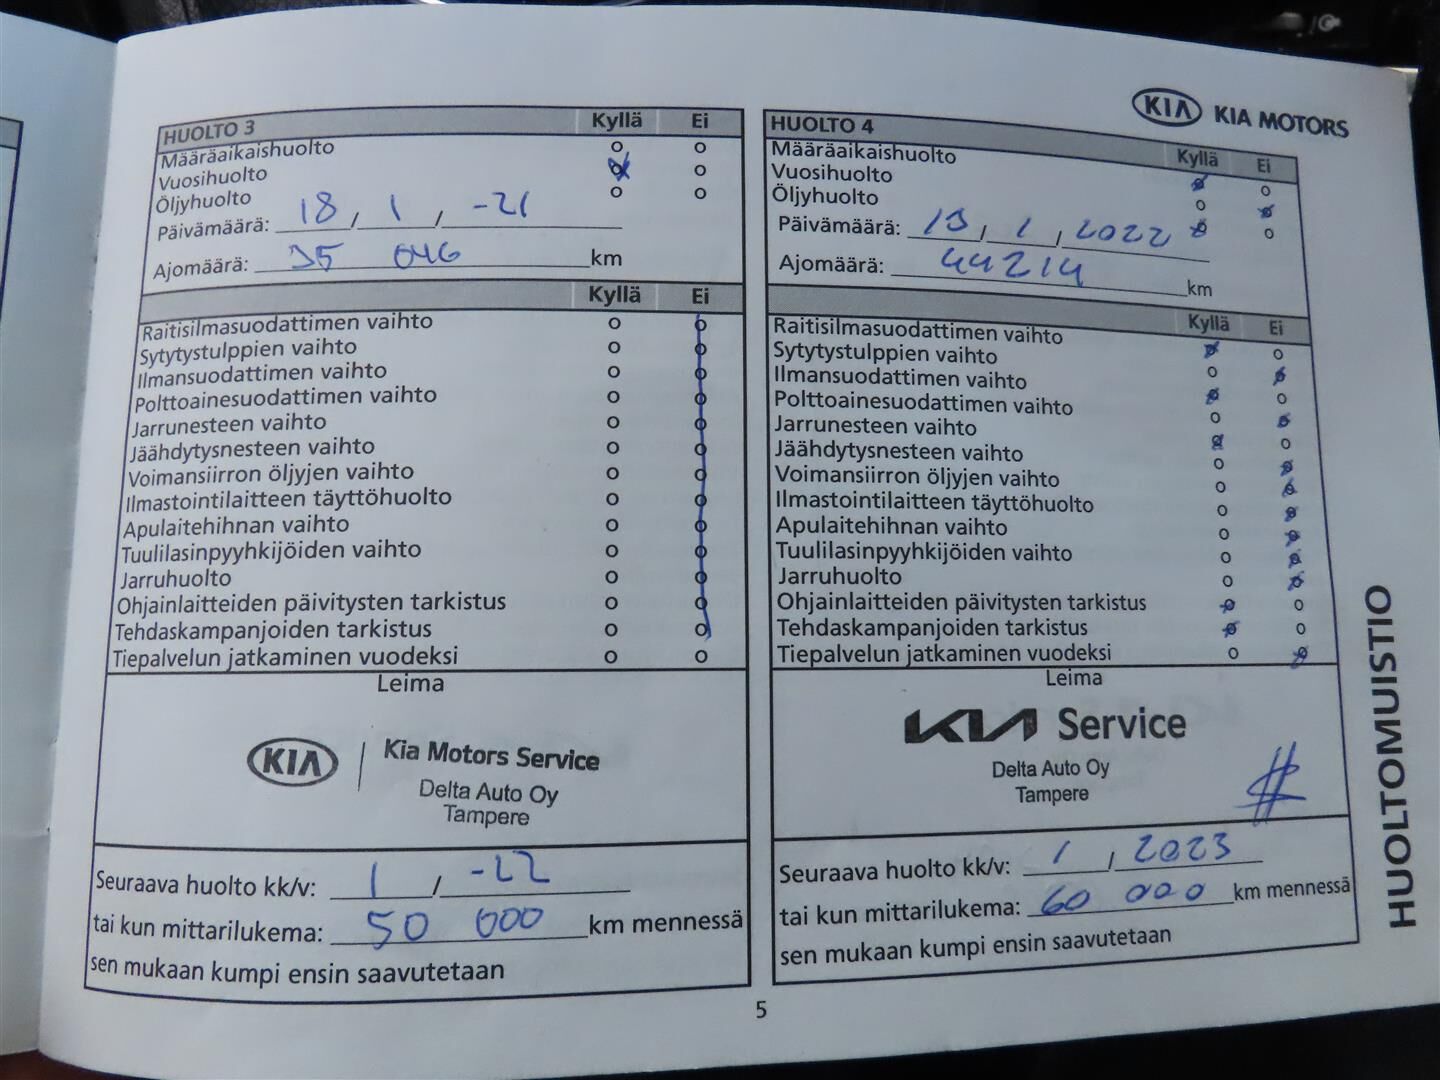 KIA KIA MOTORS
HUOLTO 3 Kyllä Ei
Määräaikaishuolto o o
Vuosihuolto o o
Öljyhuolto o o
Päivämäärä: 18 / 1 / -21
Ajomäärä: 35 046 km
Kyllä Ei
Raitisilmasuodattimen vaihto o o
Sytytystulppien vaihto o o
Ilmansuodattimen vaihto o o
Polttoainesuodattimen vaihto o o
Jarrunesteen vaihto o o
Jäähdytysnesteen vaihto o o
Voimansiirron öljyjen vaihto o o
Ilmastointilaitteen täyttöhuolto o o
Apulaitehihnan vaihto o o
Tuulilasinpyyhkijöiden vaihto o o
Jarruhuolto o o
Ohjainlaitteiden päivitysten tarkistus o o
Tehdaskampanjoiden tarkistus o o
Tiepalvelun jatkaminen vuodeksi o o
Leima
KIA | Kia Motors Service
Delta Auto Oy
Tampere
Seuraava huolto kk/v: 1 / -22
tai kun mittarilukema: 50 000 km mennessä
sen mukaan kumpi ensin saavutetaan
HUOLTO 4 Kyllä Ei
Määräaikaishuolto o o
Vuosihuolto o o
Öljyhuolto o o
Päivämäärä: 13 / 1 / 2022
Ajomäärä: 44214 km
Kyllä Ei
Raitisilmasuodattimen vaihto o o
Sytytystulppien vaihto o o
Ilmansuodattimen vaihto o o
Polttoainesuodattimen vaihto o o
Jarrunesteen vaihto o o
Jäähdytysnesteen vaihto o o
Voimansiirron öljyjen vaihto o o
Ilmastointilaitteen täyttöhuolto o o
Apulaitehihnan vaihto o o
Tuulilasinpyyhkijöiden vaihto o o
Jarruhuolto o o
Ohjainlaitteiden päivitysten tarkistus o o
Tehdaskampanjoiden tarkistus o o
Tiepalvelun jatkaminen vuodeksi o o
Leima
KIA Service
Delta Auto Oy
Tampere
Seuraava huolto kk/v: 1 / 2023
tai kun mittarilukema: 60 000 km mennessä
sen mukaan kumpi ensin saavutetaan
HUOLTOMUISTIO
5